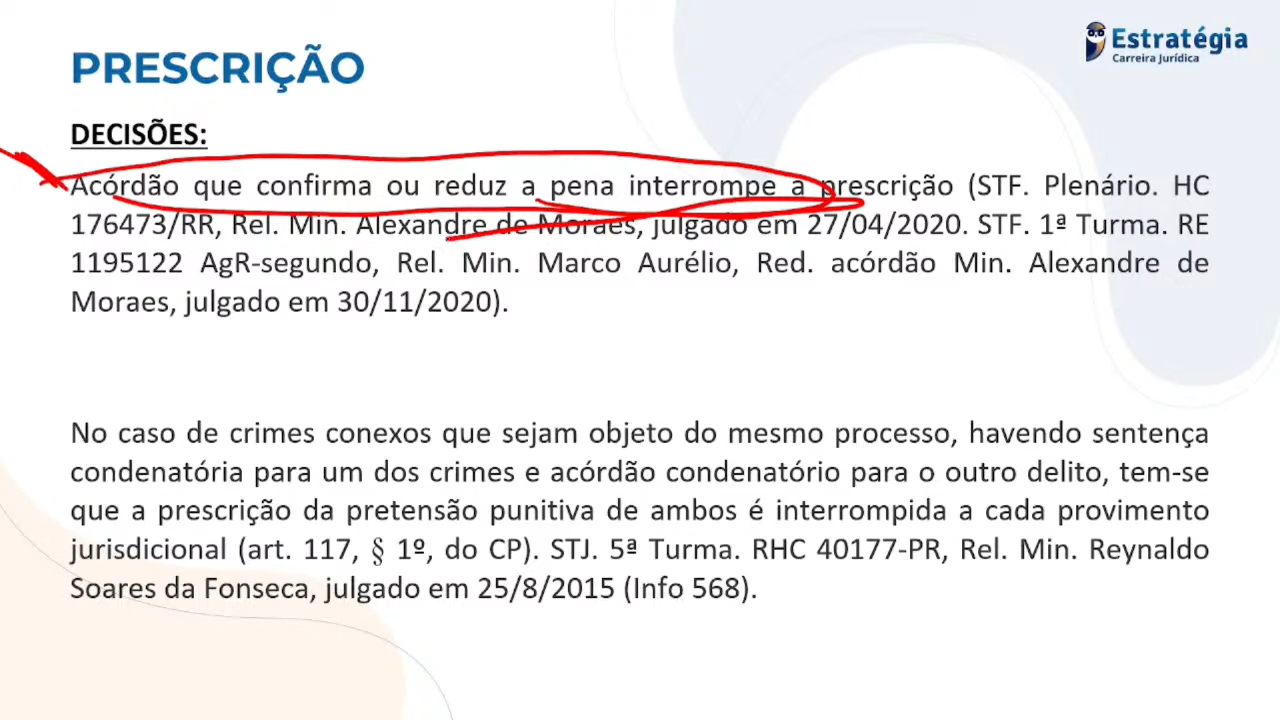 PRESCRIÇÃO
Estratégia
Carreira Jurídica
DECISÕES:
Acórdão que confirma ou reduz a pena interrompe a prescrição (STF. Plenário. HC
176473/RR, Rel. Min. Alexandre de Moraes, julgado em 27/04/2020. STF. 1ª Turma. RE
1195122 AgR-segundo, Rel. Min. Marco Aurélio, Red. acórdão Min. Alexandre de
Moraes, julgado em 30/11/2020).
No caso de crimes conexos que sejam objeto do mesmo processo, havendo sentença
condenatória para um dos crimes e acórdão condenatório para o outro delito, tem-se
que a prescrição da pretensão punitiva de ambos é interrompida a cada provimento
jurisdicional (art. 117, § 1º, do CP). STJ. 5ª Turma. RHC 40177-PR, Rel. Min. Reynaldo
Soares da Fonseca, julgado em 25/8/2015 (Info 568).